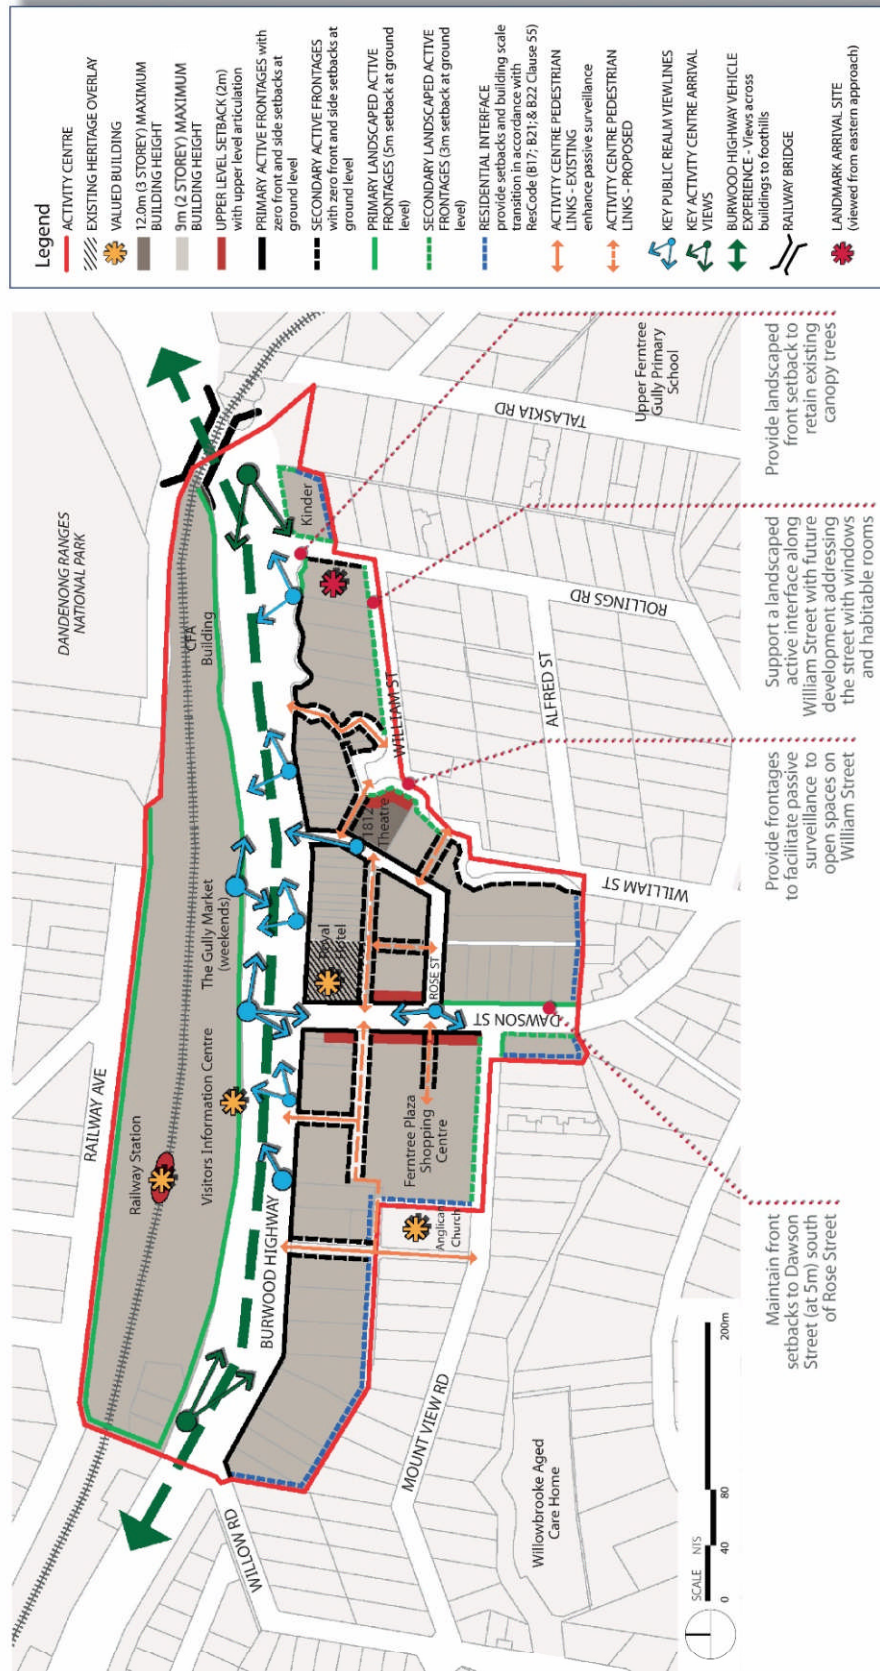 Legend
ACTIVITY CENTRE
EXISTING HERITAGE OVERLAY
VALUED BUILDING
12.0m (3 STOREY) MAXIMUM
BUILDING HEIGHT
9m (2 STOREY) MAXIMUM
BUILDING HEIGHT
UPPER LEVEL SETBACK (2m)
with upper level articulation
PRIMARY ACTIVE FRONTAGES with
zero front and side setbacks at
ground level
SECONDARY ACTIVE FRONTAGES
with zero front and side setbacks at
ground level
PRIMARY LANDSCAPED ACTIVE
FRONTAGES (5m setback at ground
level)
SECONDARY LANDSCAPED ACTIVE
FRONTAGES (3m setback at ground
level)
RESIDENTIAL INTERFACE
provide setbacks and building scale
transition in accordance with
ResCode (B17; B21; & B22 Clause 55)
ACTIVITY CENTRE PEDESTRIAN
LINKS - EXISTING
enhance passive surveillance
ACTIVITY CENTRE PEDESTRIAN
LINKS - PROPOSED
KEY PUBLIC REALM VIEWLINES
KEY ACTIVITY CENTRE ARRIVAL
VIEWS
BURWOOD HIGHWAY VEHICLE
EXPERIENCE - Views across
buildings to foothills
RAILWAY BRIDGE
LANDMARK ARRIVAL SITE
(viewed from eastern approach)
DANDENONG RANGES
NATIONAL PARK
RAILWAY AVE
Railway Station
Visitors Information Centre
The Gully Market
(weekends)
CFA
Building
BURWOOD HIGHWAY
WILLOW RD
MOUNT VIEW RD
Willowbrooke Aged
Care Home
Anglican
Church
Ferntree Plaza
Shopping
Centre
Royal
Hotel
ROSE ST
DAWSON ST
1812
Theatre
WILLIAM ST
WILLIAM ST
ALFRED ST
ROLLINGS RD
Kinder
TALASKIA RD
Upper Ferntree
Gully Primary
School
SCALE NTS
0 40 80 200m
Maintain front
setbacks to Dawson
Street (at 5m) south
of Rose Street
Provide frontages
to facilitate passive
surveillance to
open spaces on
William Street
Support a landscaped
active interface along
William Street with future
development addressing
the street with windows
and habitable rooms
Provide landscaped
front setback to
retain existing
canopy trees